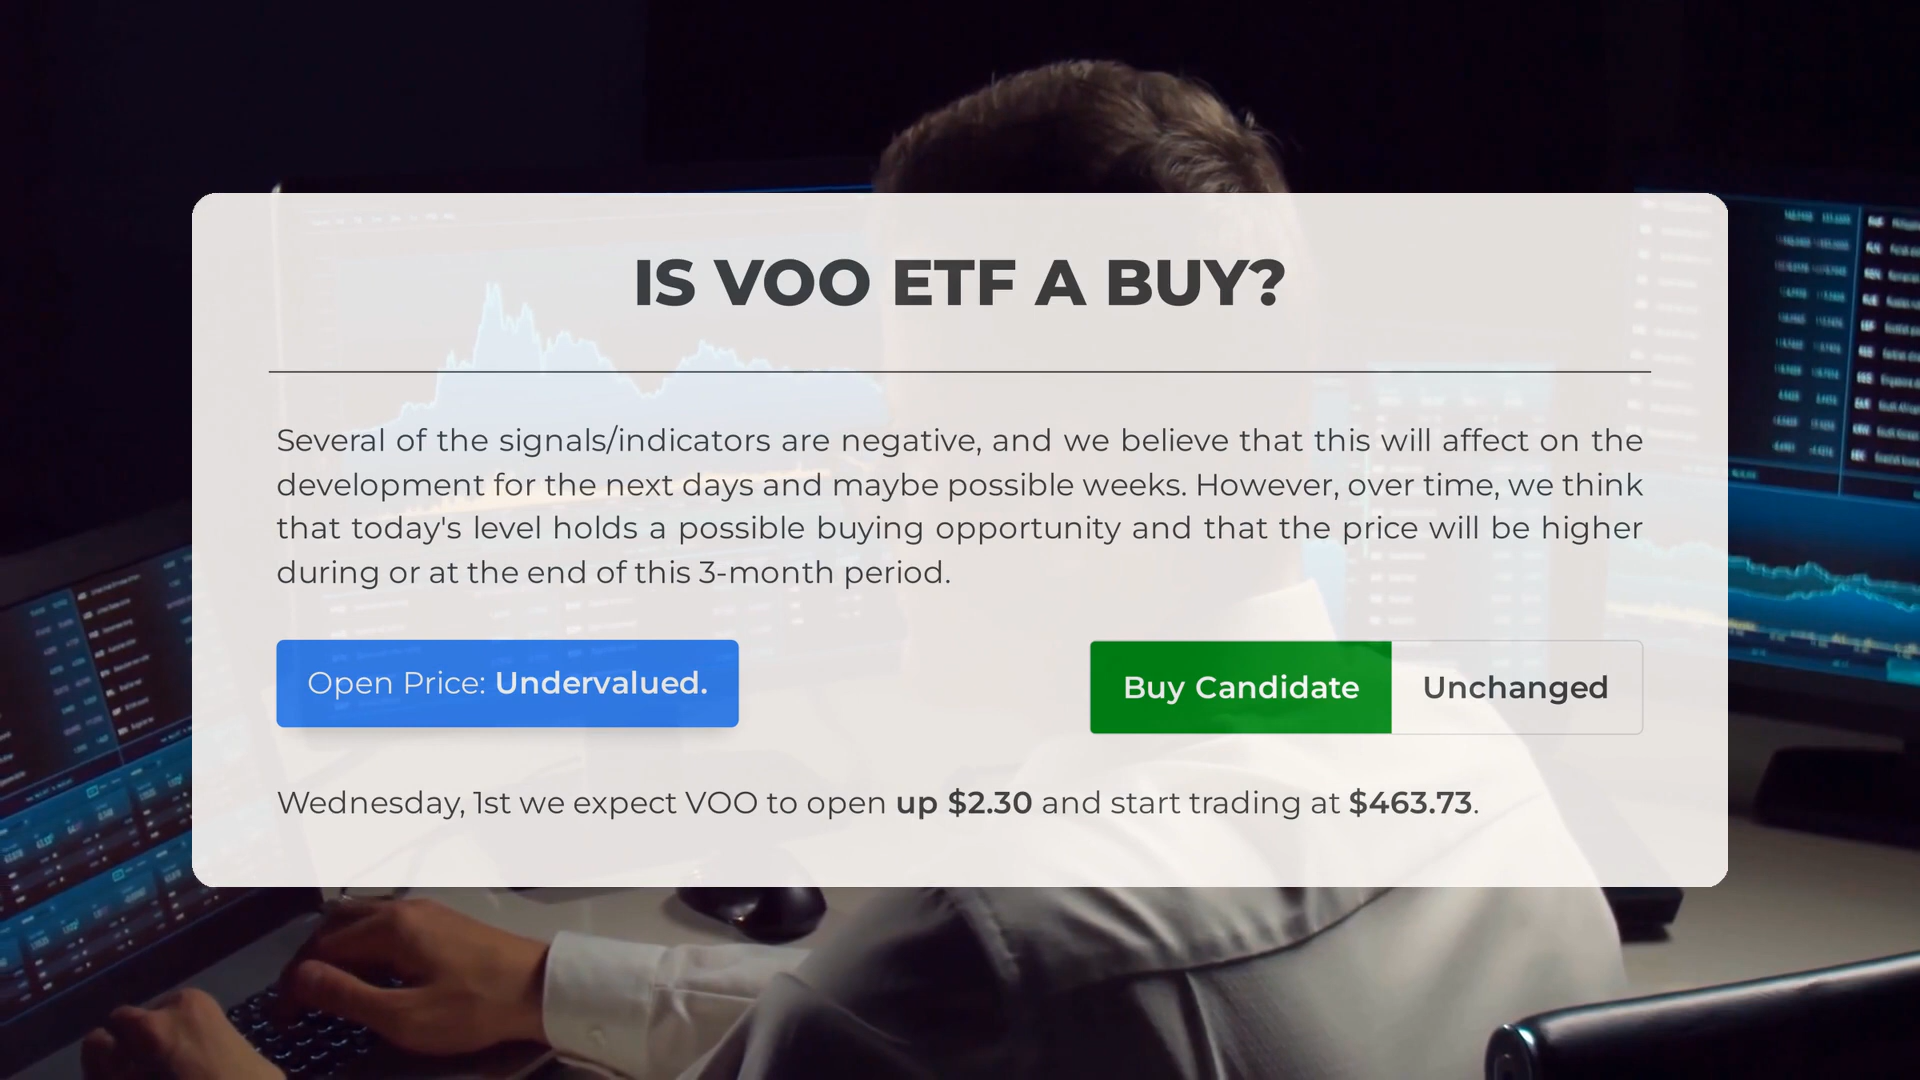 IS VOO ETF A BUY?
Several of the signals/indicators are negative, and we believe that this will affect on the
development for the next days and maybe possible weeks. However, over time, we think
that today's level holds a possible buying opportunity and that the price will be higher
during or at the end of this 3-month period.
Open Price: Undervalued.
Buy Candidate Unchanged
Wednesday, 1st we expect VOO to open up $2.30 and start trading at $463.73.